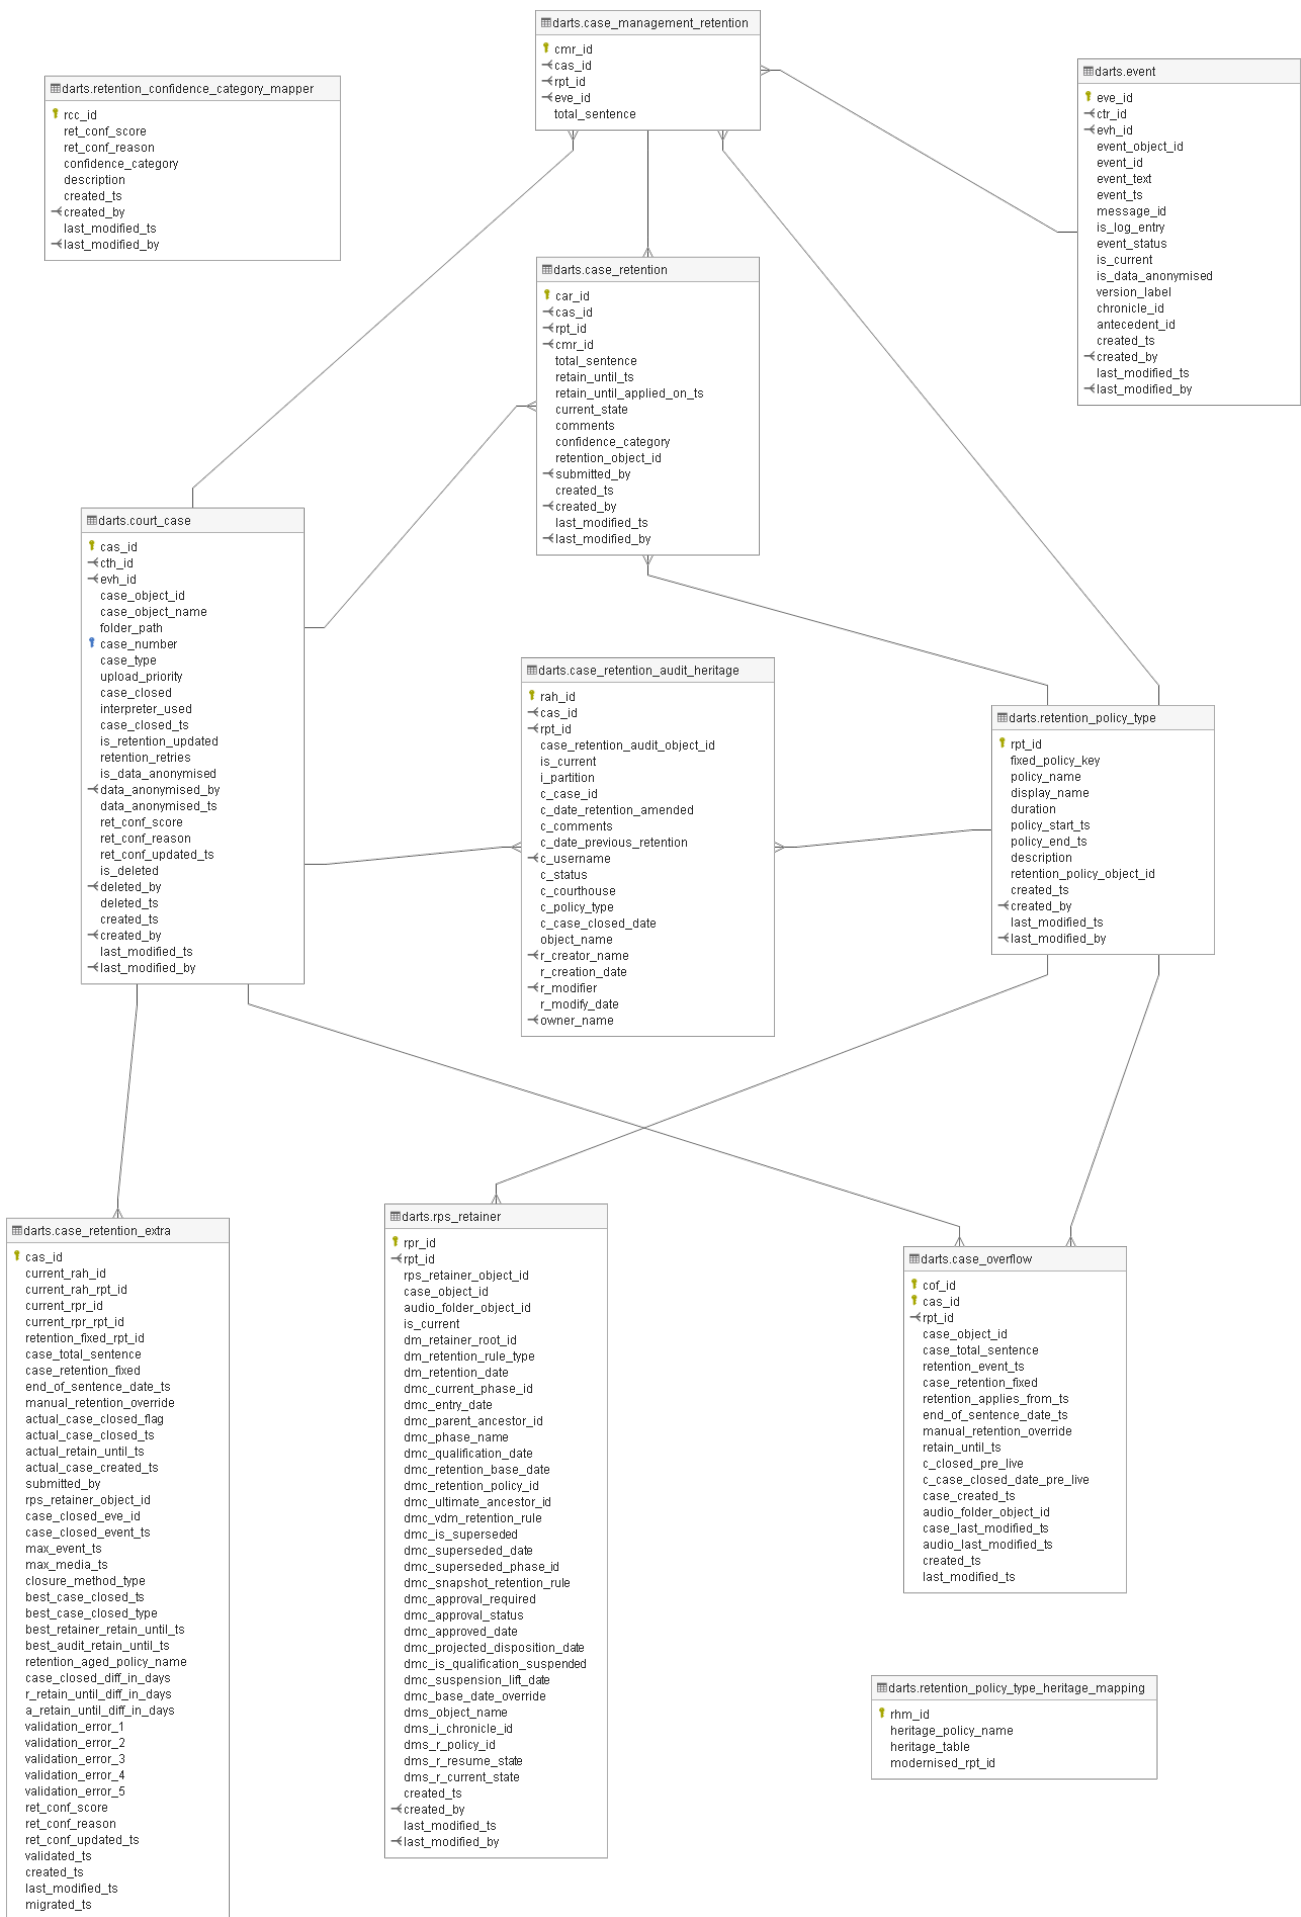 darts.case_management_retention
cmr_id
cas_id
rpt_id
eve_id
total_sentence
darts.retention_confidence_category_mapper
rcc_id
ret_conf_score
ret_conf_reason
confidence_category
description
created_ts
created_by
last_modified_ts
last_modified_by
darts.event
eve_id
ctr_id
evh_id
event_object_id
event_id
event_text
event_ts
message_id
is_log_entry
event_status
is_current
is_data_anonymised
version_label
chronicle_id
antecedent_id
created_ts
created_by
last_modified_ts
last_modified_by
darts.case_retention
car_id
cas_id
rpt_id
cmr_id
total_sentence
retain_until_ts
retain_until_applied_on_ts
current_state
comments
confidence_category
retention_object_id
submitted_by
created_ts
created_by
last_modified_ts
last_modified_by
darts.court_case
cas_id
cth_id
evh_id
case_object_id
case_object_name
folder_path
case_number
case_type
upload_priority
case_closed
interpreter_used
case_closed_ts
is_retention_updated
retention_retries
is_data_anonymised
data_anonymised_by
data_anonymised_ts
ret_conf_score
ret_conf_reason
ret_conf_updated_ts
is_deleted
deleted_by
deleted_ts
created_ts
created_by
last_modified_ts
last_modified_by
darts.case_retention_audit_heritage
rah_id
cas_id
rpt_id
case_retention_audit_object_id
is_current
i_partition
c_case_id
c_date_retention_amended
c_comments
c_date_previous_retention
c_username
c_status
c_courthouse
c_policy_type
c_case_closed_date
object_name
r_creator_name
r_creation_date
r_modifier
r_modify_date
owner_name
darts.retention_policy_type
rpt_id
fixed_policy_key
policy_name
display_name
duration
policy_start_ts
policy_end_ts
description
retention_policy_object_id
created_ts
created_by
last_modified_ts
last_modified_by
darts.case_retention_extra
cas_id
current_rah_id
current_rah_rpt_id
current_rpr_id
current_rpr_rpt_id
retention_fixed_rpt_id
case_total_sentence
case_retention_fixed
end_of_sentence_date_ts
manual_retention_override
actual_case_closed_flag
actual_case_closed_ts
actual_retain_until_ts
actual_case_created_ts
submitted_by
rps_retainer_object_id
case_closed_eve_id
case_closed_event_ts
max_event_ts
max_media_ts
closure_method_type
best_case_closed_ts
best_case_closed_type
best_retainer_retain_until_ts
best_audit_retain_until_ts
retention_aged_policy_name
case_closed_diff_in_days
r_retain_until_diff_in_days
a_retain_until_diff_in_days
validation_error_1
validation_error_2
validation_error_3
validation_error_4
validation_error_5
ret_conf_score
ret_conf_reason
ret_conf_updated_ts
validated_ts
created_ts
last_modified_ts
migrated_ts
darts.rps_retainer
rpr_id
rpt_id
rps_retainer_object_id
case_object_id
audio_folder_object_id
is_current
dm_retainer_root_id
dm_retention_rule_type
dm_retention_date
dmc_current_phase_id
dmc_entry_date
dmc_parent_ancestor_id
dmc_phase_name
dmc_qualification_date
dmc_retention_base_date
dmc_retention_policy_id
dmc_ultimate_ancestor_id
dmc_vdm_retention_rule
dmc_is_superseded
dmc_superseded_date
dmc_superseded_phase_id
dmc_snapshot_retention_rule
dmc_approval_required
dmc_approval_status
dmc_approved_date
dmc_projected_disposition_date
dmc_is_qualification_suspended
dmc_suspension_lift_date
dmc_base_date_override
dms_object_name
dms_i_chronicle_id
dms_r_policy_id
dms_r_resume_state
dms_r_current_state
created_ts
created_by
last_modified_ts
last_modified_by
darts.case_overflow
cof_id
cas_id
rpt_id
case_object_id
case_total_sentence
retention_event_ts
case_retention_fixed
retention_applies_from_ts
end_of_sentence_date_ts
manual_retention_override
retain_until_ts
c_closed_pre_live
c_case_closed_date_pre_live
case_created_ts
audio_folder_object_id
case_last_modified_ts
audio_last_modified_ts
created_ts
last_modified_ts
darts.retention_policy_type_heritage_mapping
rhm_id
heritage_policy_name
heritage_table
modernised_rpt_id